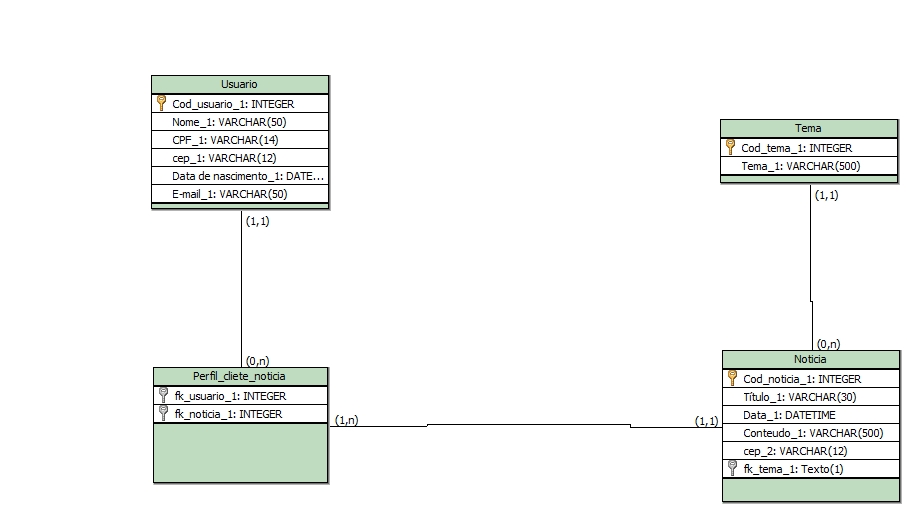 Usuario
Cod_usuario_1: INTEGER
Nome_1: VARCHAR(50)
CPF_1: VARCHAR(14)
cep_1: VARCHAR(12)
Data de nascimento_1: DATE...
E-mail_1: VARCHAR(50)
(1,1)
(0,n)
Perfil_cliete_noticia
fk_usuario_1: INTEGER
fk_noticia_1: INTEGER
(1,n)
(1,1)
Tema
Cod_tema_1: INTEGER
Tema_1: VARCHAR(500)
(1,1)
(0,n)
Noticia
Cod_noticia_1: INTEGER
Título_1: VARCHAR(30)
Data_1: DATETIME
Conteudo_1: VARCHAR(500)
cep_2: VARCHAR(12)
fk_tema_1: Texto(1)